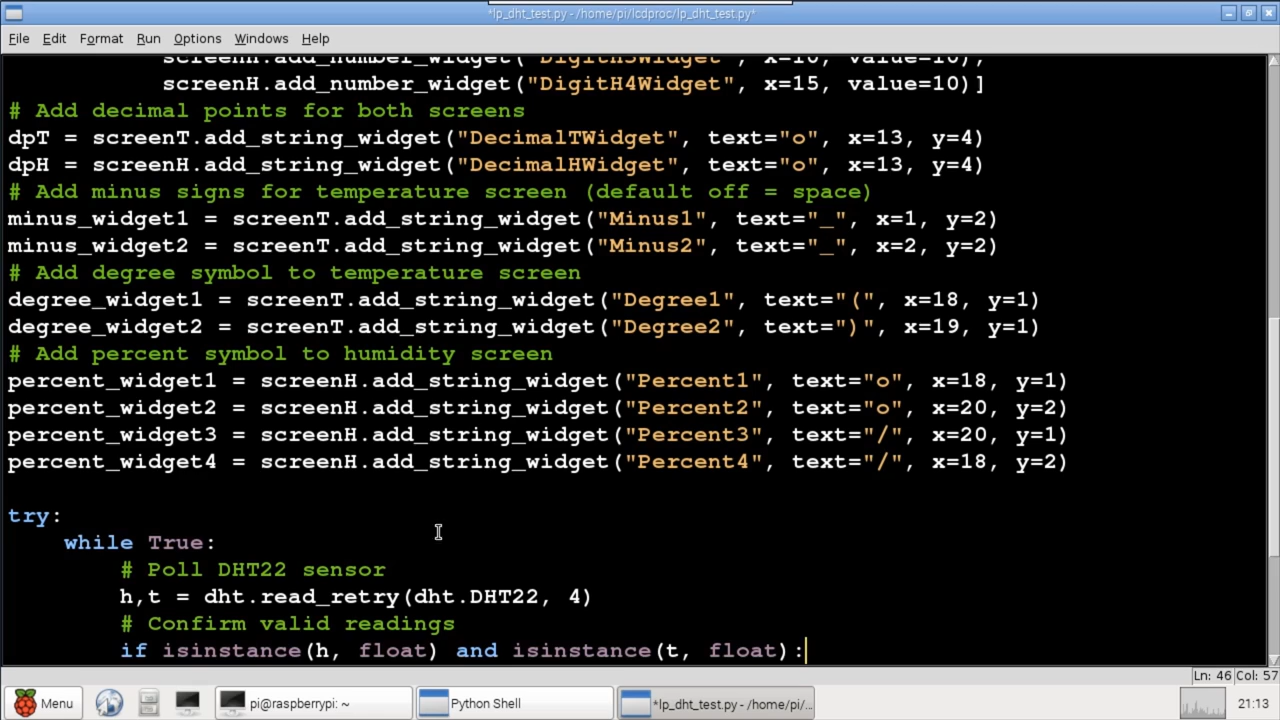 *lp_dht_test.py - /home/pi/lcdproc/lp_dht_test.py*
File Edit Format Run Options Windows Help
screenH.add_number_widget("DigitH3Widget", x=10, value=10),
screenH.add_number_widget("DigitH4Widget", x=15, value=10)]
# Add decimal points for both screens
dpT = screenT.add_string_widget("DecimalTWidget", text="o", x=13, y=4)
dpH = screenH.add_string_widget("DecimalHWidget", text="o", x=13, y=4)
# Add minus signs for temperature screen (default off = space)
minus_widget1 = screenT.add_string_widget("Minus1", text="_", x=1, y=2)
minus_widget2 = screenT.add_string_widget("Minus2", text="_", x=2, y=2)
# Add degree symbol to temperature screen
degree_widget1 = screenT.add_string_widget("Degree1", text="(", x=18, y=1)
degree_widget2 = screenT.add_string_widget("Degree2", text=")", x=19, y=1)
# Add percent symbol to humidity screen
percent_widget1 = screenH.add_string_widget("Percent1", text="o", x=18, y=1)
percent_widget2 = screenH.add_string_widget("Percent2", text="o", x=20, y=2)
percent_widget3 = screenH.add_string_widget("Percent3", text="/", x=20, y=1)
percent_widget4 = screenH.add_string_widget("Percent4", text="/", x=18, y=2)
try:
while True:
# Poll DHT22 sensor
h,t = dht.read_retry(dht.DHT22, 4)
# Confirm valid readings
if isinstance(h, float) and isinstance(t, float):
Ln: 46 Col: 57
Menu pi@raspberrypi: ~ Python Shell *lp_dht_test.py - /home/pi/... 21:13